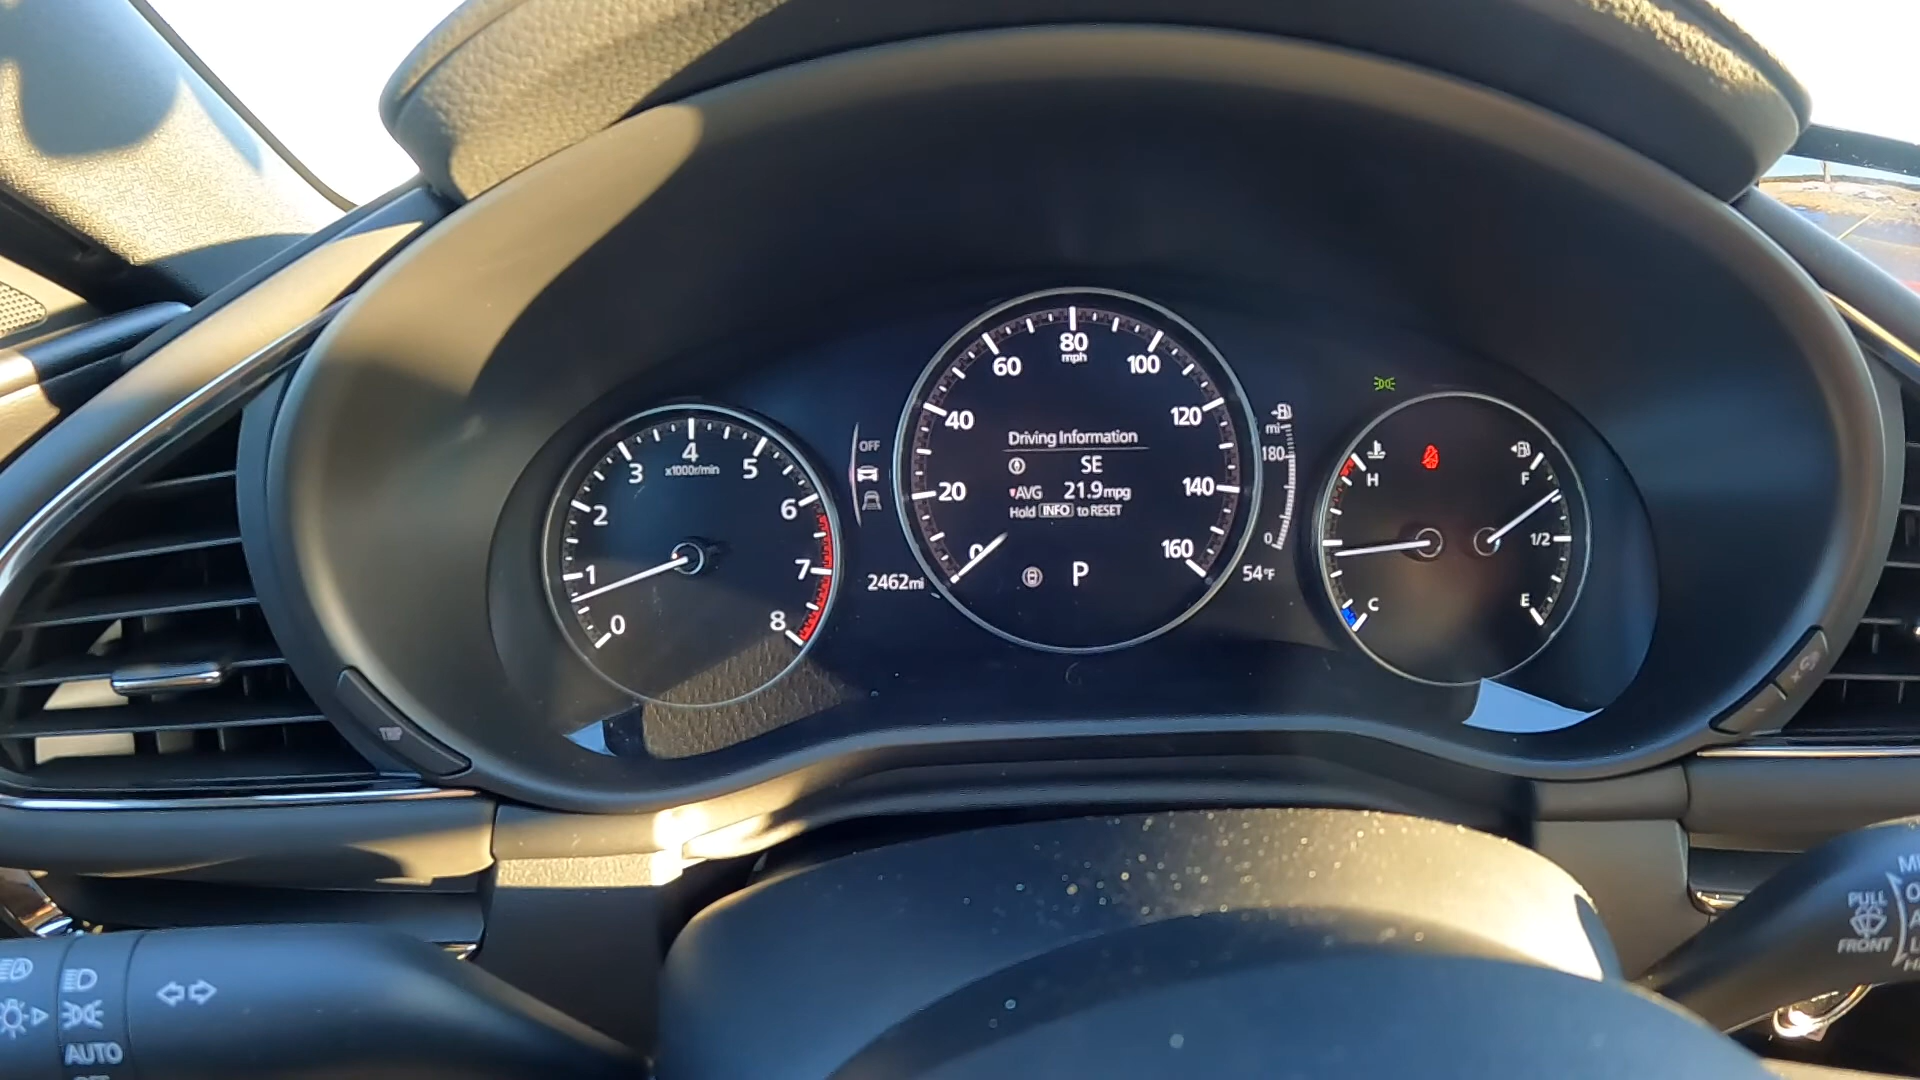 80
mph
60
100
40
120
20
140
0
160
Driving Information
SE
AVG 21.9mpg
Hold INFO to RESET
P
4
x1000r/min
3
5
2
6
1
7
0
8
OFF
2462mi
mi
180
0
54°F
H
F
1/2
C
E
TRIP
AUTO
PULL
FRONT